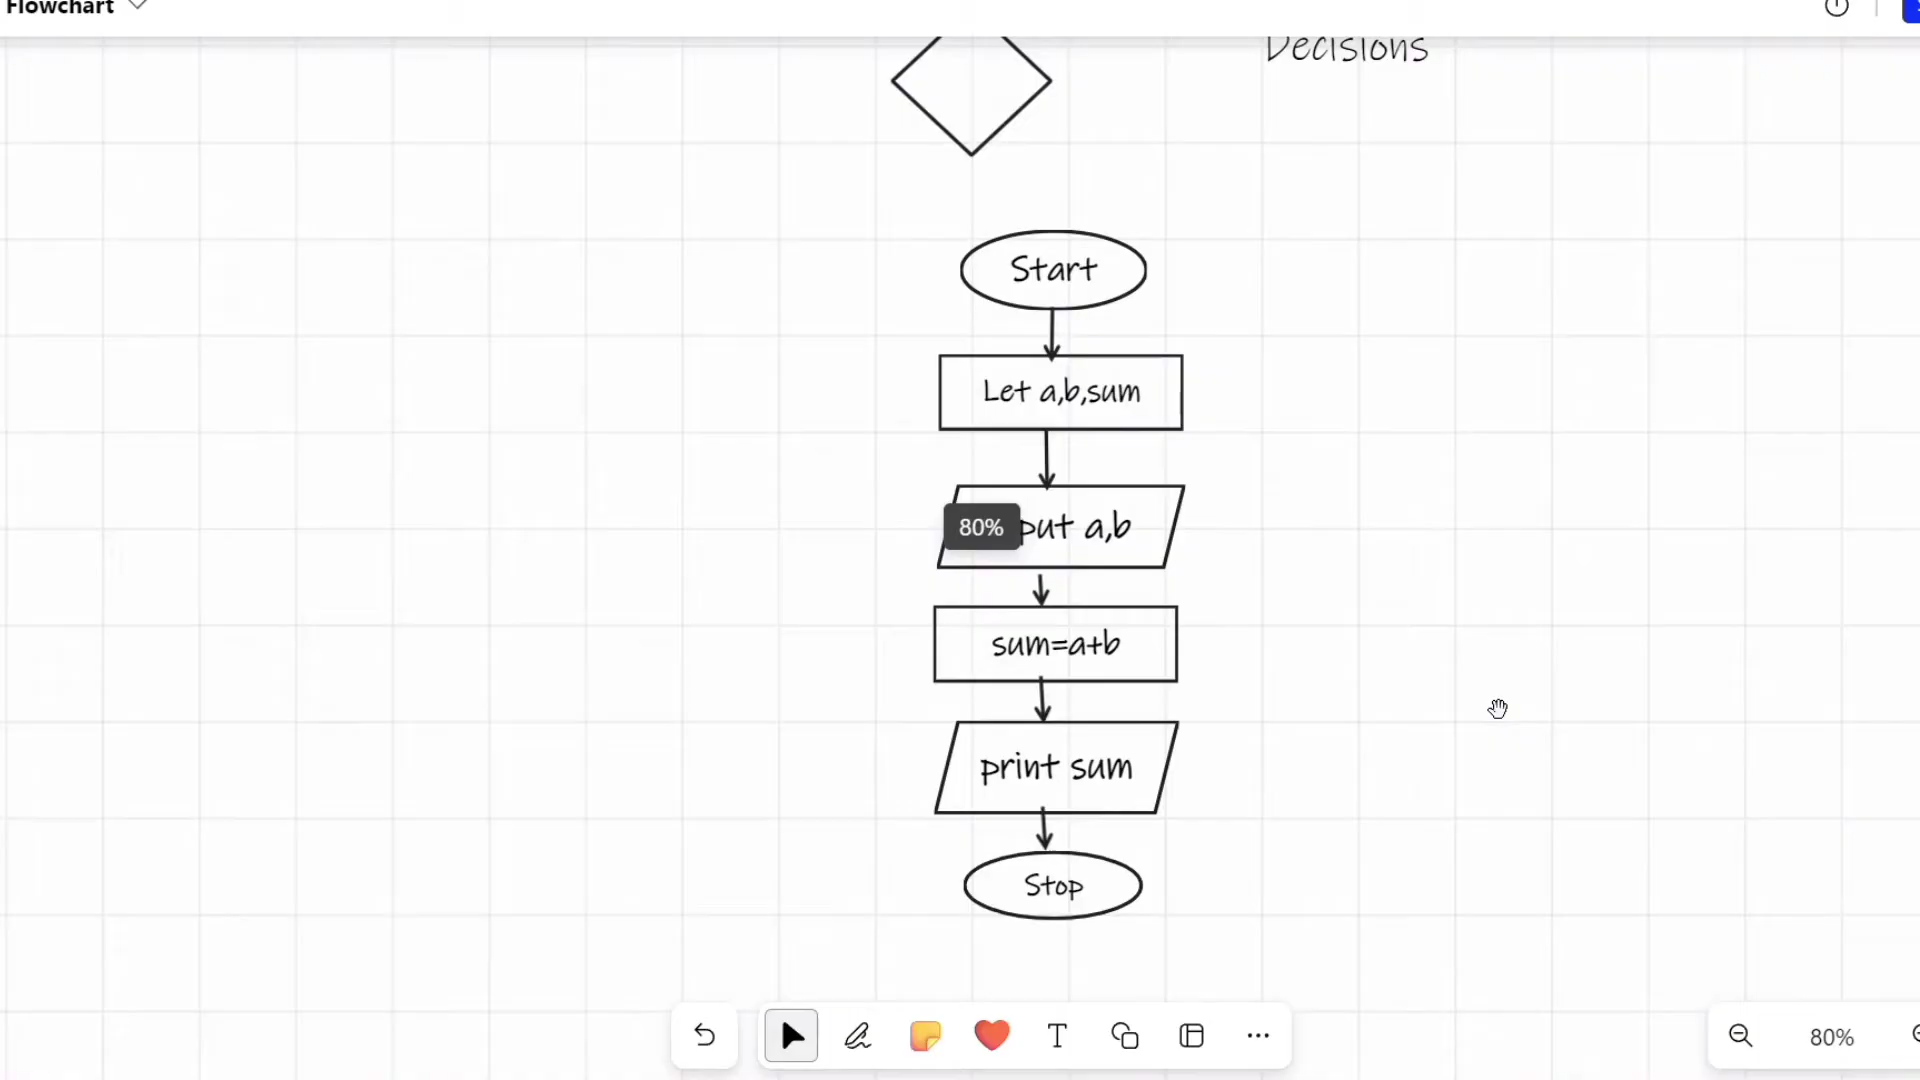 Flowchart
Decisions
Start
Let a,b,sum
80% put a,b
sum=a+b
print sum
Stop
T
80%